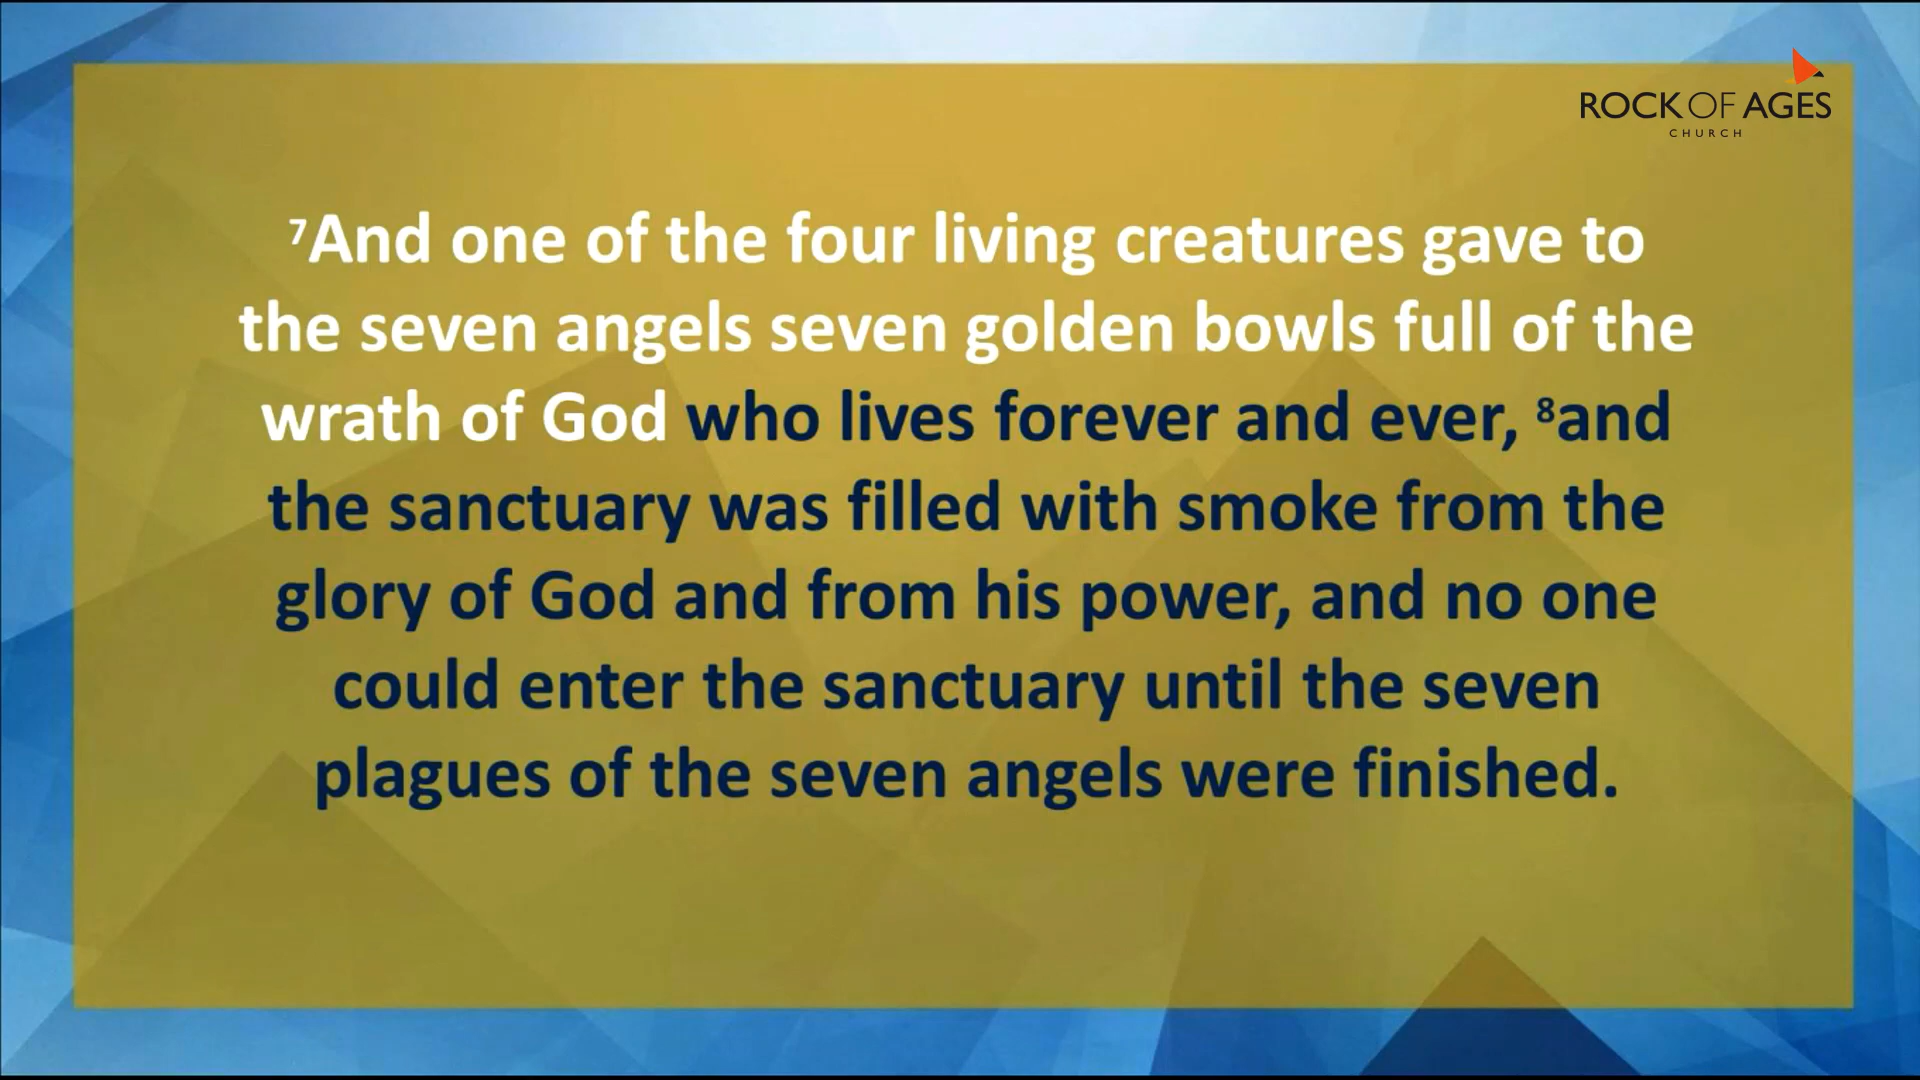 ROCK OF AGES
CHURCH
⁷And one of the four living creatures gave to
the seven angels seven golden bowls full of the
wrath of God who lives forever and ever, ⁸and
the sanctuary was filled with smoke from the
glory of God and from his power, and no one
could enter the sanctuary until the seven
plagues of the seven angels were finished.